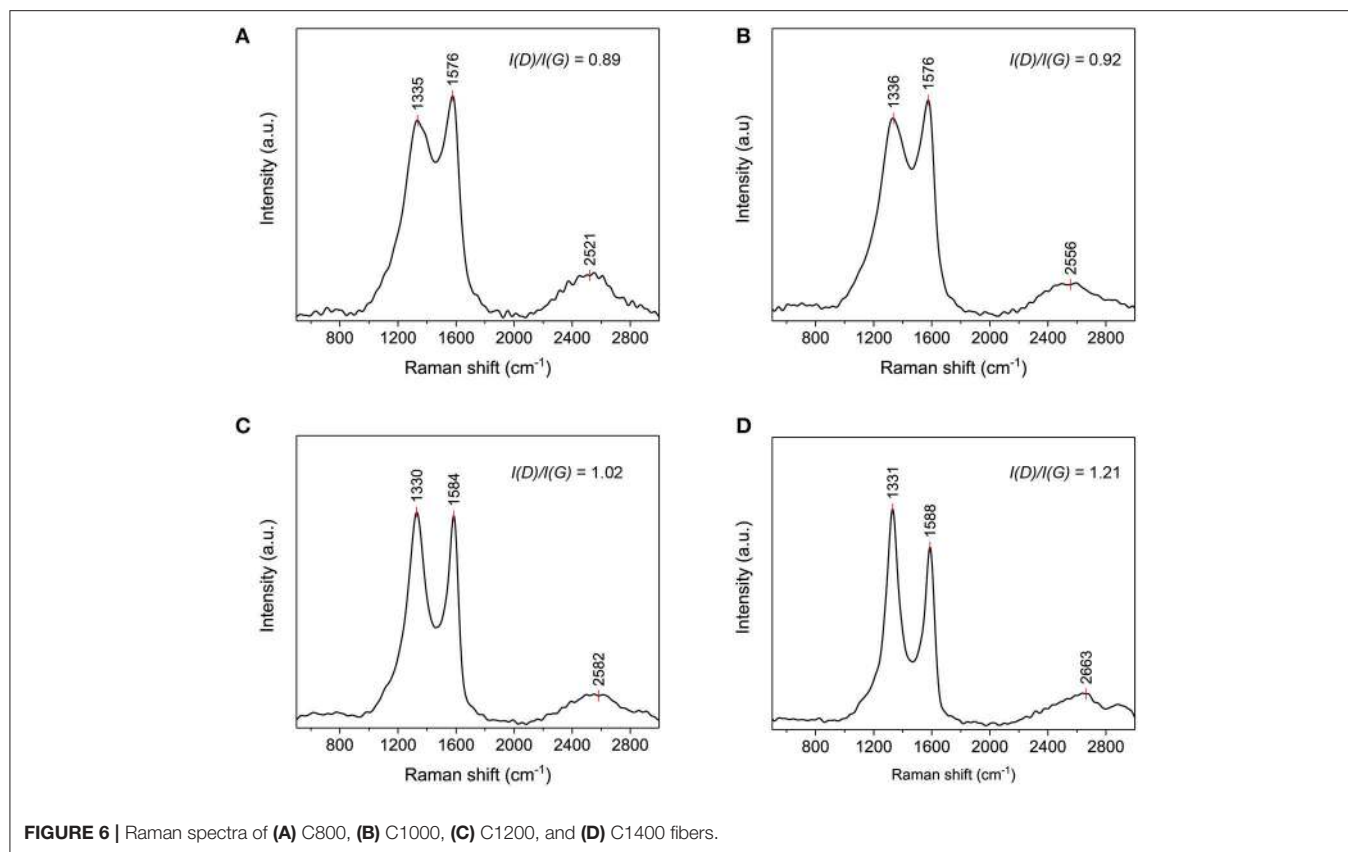 A
I(D)/I(G) = 0.89
1335
1576
2521
Intensity (a.u.)
800 1200 1600 2000 2400 2800
Raman shift (cm⁻¹)
B
I(D)/I(G) = 0.92
1336
1576
2556
Intensity (a.u)
800 1200 1600 2000 2400 2800
Raman shift (cm⁻¹)
C
I(D)/I(G) = 1.02
1330
1584
2582
Intensity (a.u.)
800 1200 1600 2000 2400 2800
Raman shift (cm⁻¹)
D
I(D)/I(G) = 1.21
1331
1588
2663
Intensity (a.u.)
800 1200 1600 2000 2400 2800
Raman shift (cm⁻¹)
FIGURE 6 | Raman spectra of (A) C800, (B) C1000, (C) C1200, and (D) C1400 fibers.